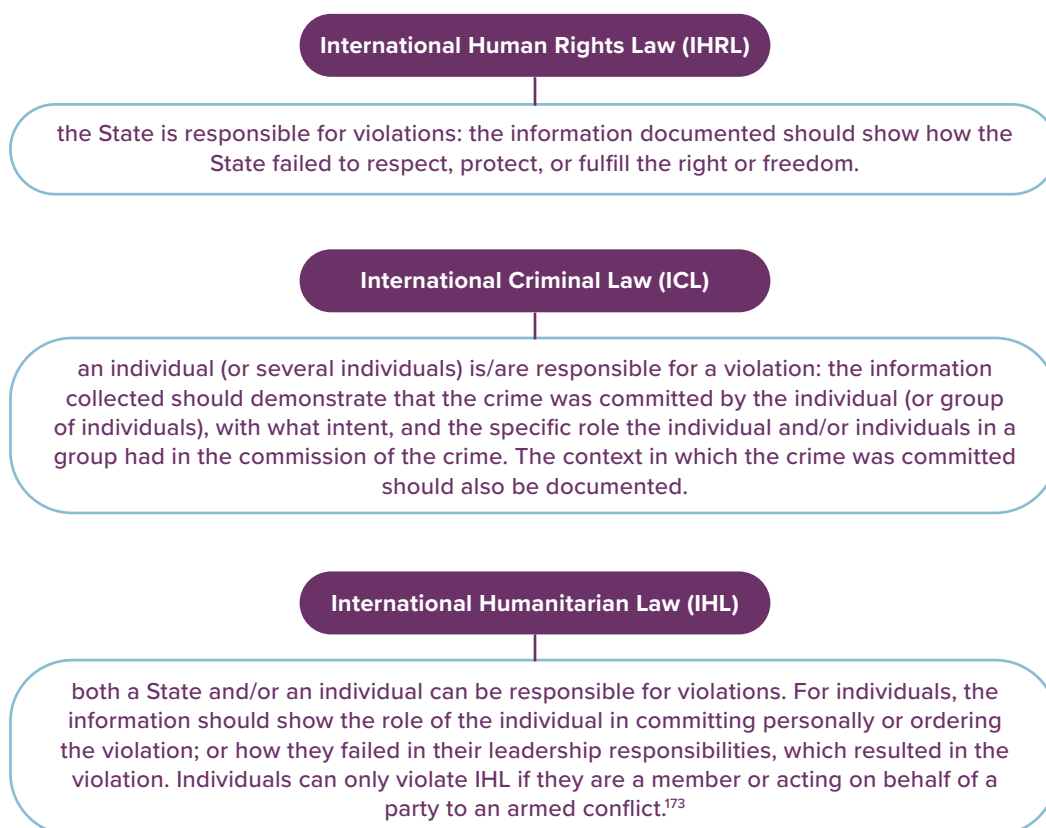 International Human Rights Law (IHRL)
the State is responsible for violations: the information documented should show how the
State failed to respect, protect, or fulfill the right or freedom.
International Criminal Law (ICL)
an individual (or several individuals) is/are responsible for a violation: the information
collected should demonstrate that the crime was committed by the individual (or group
of individuals), with what intent, and the specific role the individual and/or individuals in a
group had in the commission of the crime. The context in which the crime was committed
should also be documented.
International Humanitarian Law (IHL)
both a State and/or an individual can be responsible for violations. For individuals, the
information should show the role of the individual in committing personally or ordering
the violation; or how they failed in their leadership responsibilities, which resulted in the
violation. Individuals can only violate IHL if they are a member or acting on behalf of a
party to an armed conflict.173